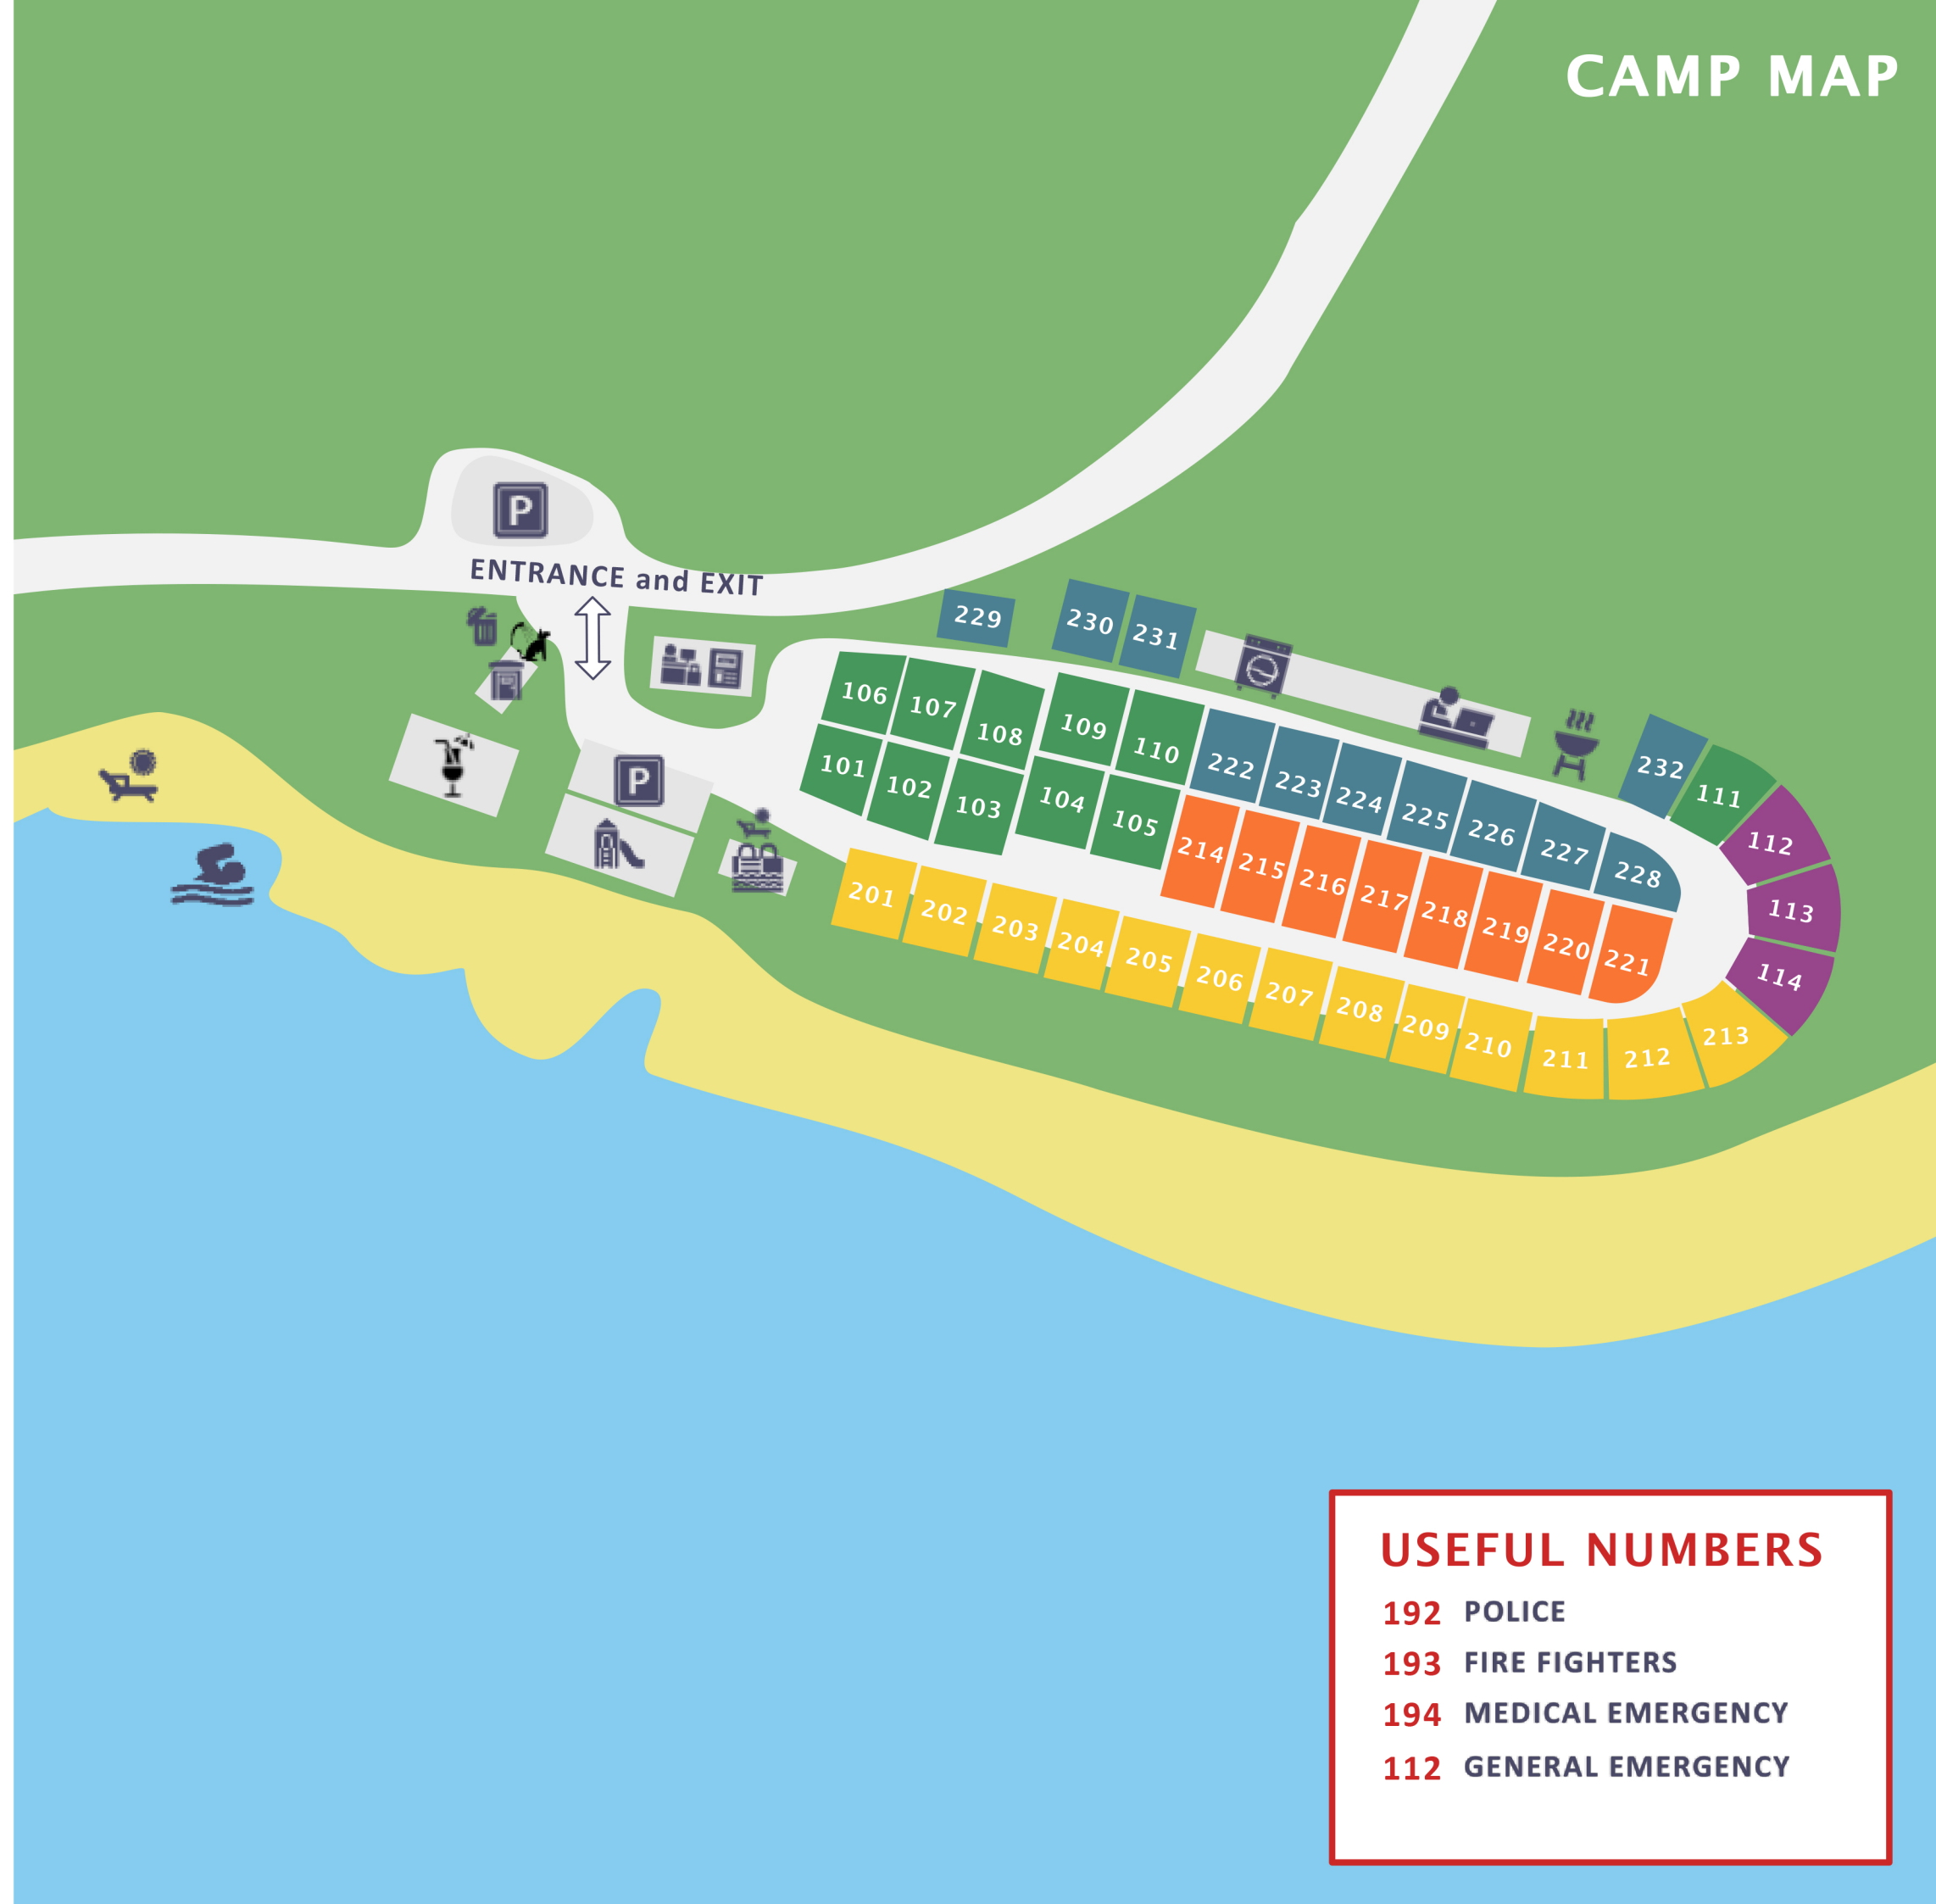 CAMP MAP
P
ENTRANCE and EXIT
229 230 231
106 107 108 109 110
101 102 103 104 105
222 223 224 225 226 227 228
232 111 112 113 114
214 215 216 217 218 219 220 221
P
201 202 203 204 205 206 207 208 209 210 211 212 213
USEFUL NUMBERS
192 POLICE
193 FIRE FIGHTERS
194 MEDICAL EMERGENCY
112 GENERAL EMERGENCY